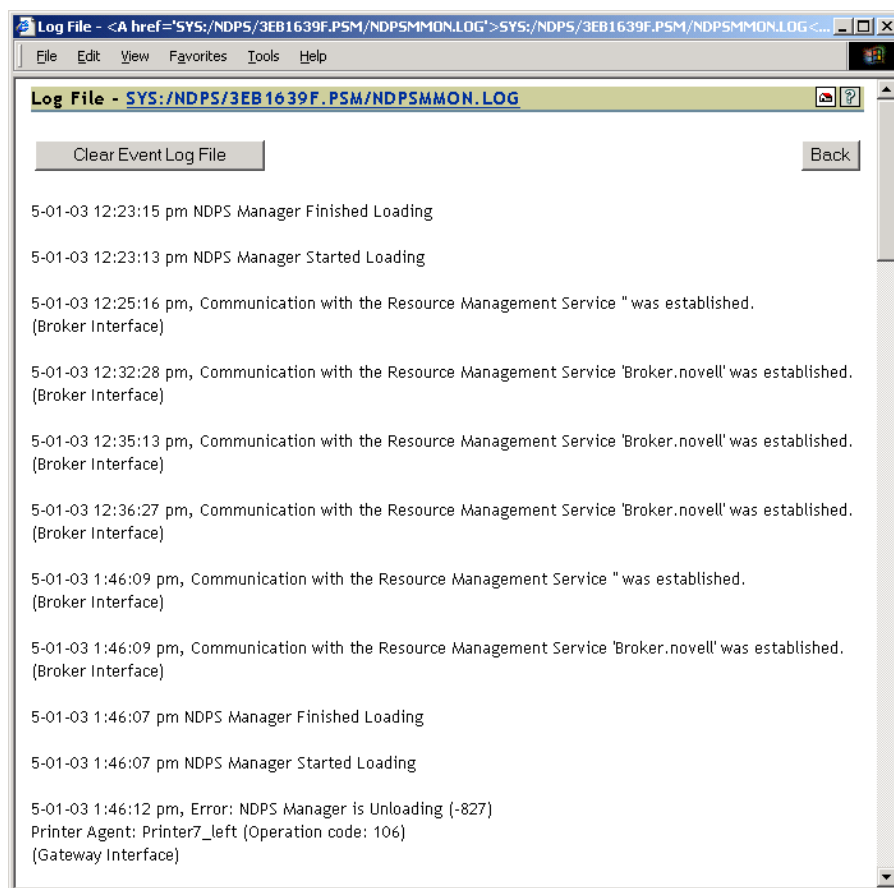 Log File - <A href='SYS:/NDPS/3EB1639F.PSM/NDPSMMON.LOG'>SYS:/NDPS/3EB1639F.PSM/NDPSMMON.LOG<...
File Edit View Favorites Tools Help
Log File - SYS:/NDPS/3EB1639F.PSM/NDPSMMON.LOG
Clear Event Log File Back
5-01-03 12:23:15 pm NDPS Manager Finished Loading
5-01-03 12:23:13 pm NDPS Manager Started Loading
5-01-03 12:25:16 pm, Communication with the Resource Management Service '' was established.
(Broker Interface)
5-01-03 12:32:28 pm, Communication with the Resource Management Service 'Broker.novell' was established.
(Broker Interface)
5-01-03 12:35:13 pm, Communication with the Resource Management Service 'Broker.novell' was established.
(Broker Interface)
5-01-03 12:36:27 pm, Communication with the Resource Management Service 'Broker.novell' was established.
(Broker Interface)
5-01-03 1:46:09 pm, Communication with the Resource Management Service '' was established.
(Broker Interface)
5-01-03 1:46:09 pm, Communication with the Resource Management Service 'Broker.novell' was established.
(Broker Interface)
5-01-03 1:46:07 pm NDPS Manager Finished Loading
5-01-03 1:46:07 pm NDPS Manager Started Loading
5-01-03 1:46:12 pm, Error: NDPS Manager is Unloading (-827)
Printer Agent: Printer7_left (Operation code: 106)
(Gateway Interface)